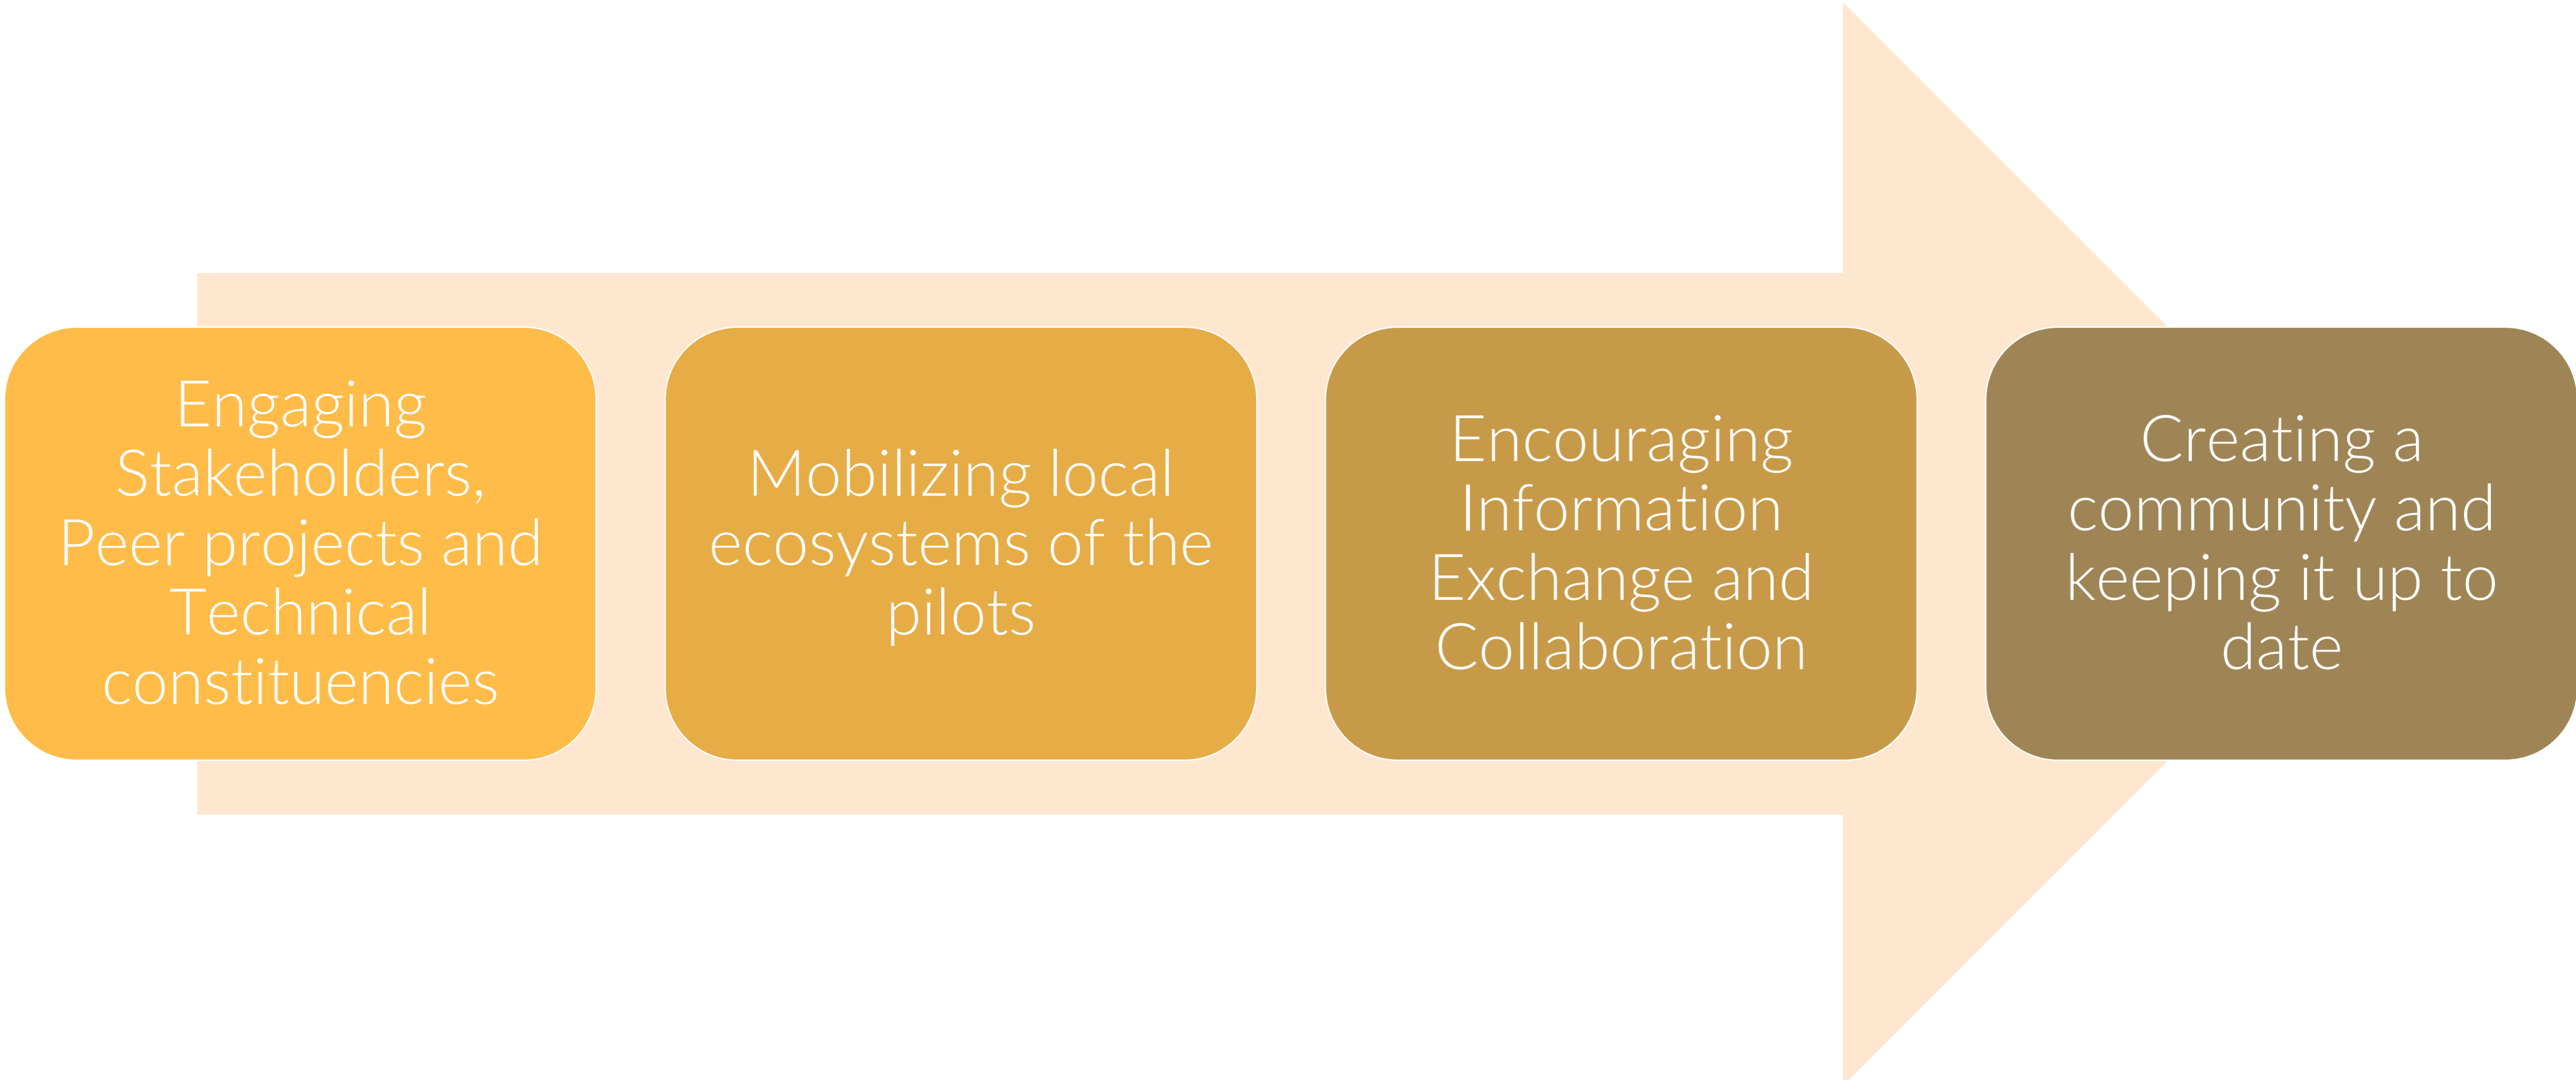 Engaging
Stakeholders,
Peer projects and
Technical
constituencies
Mobilizing local
ecosystems of the
pilots
Encouraging
Information
Exchange and
Collaboration
Creating a
community and
keeping it up to
date